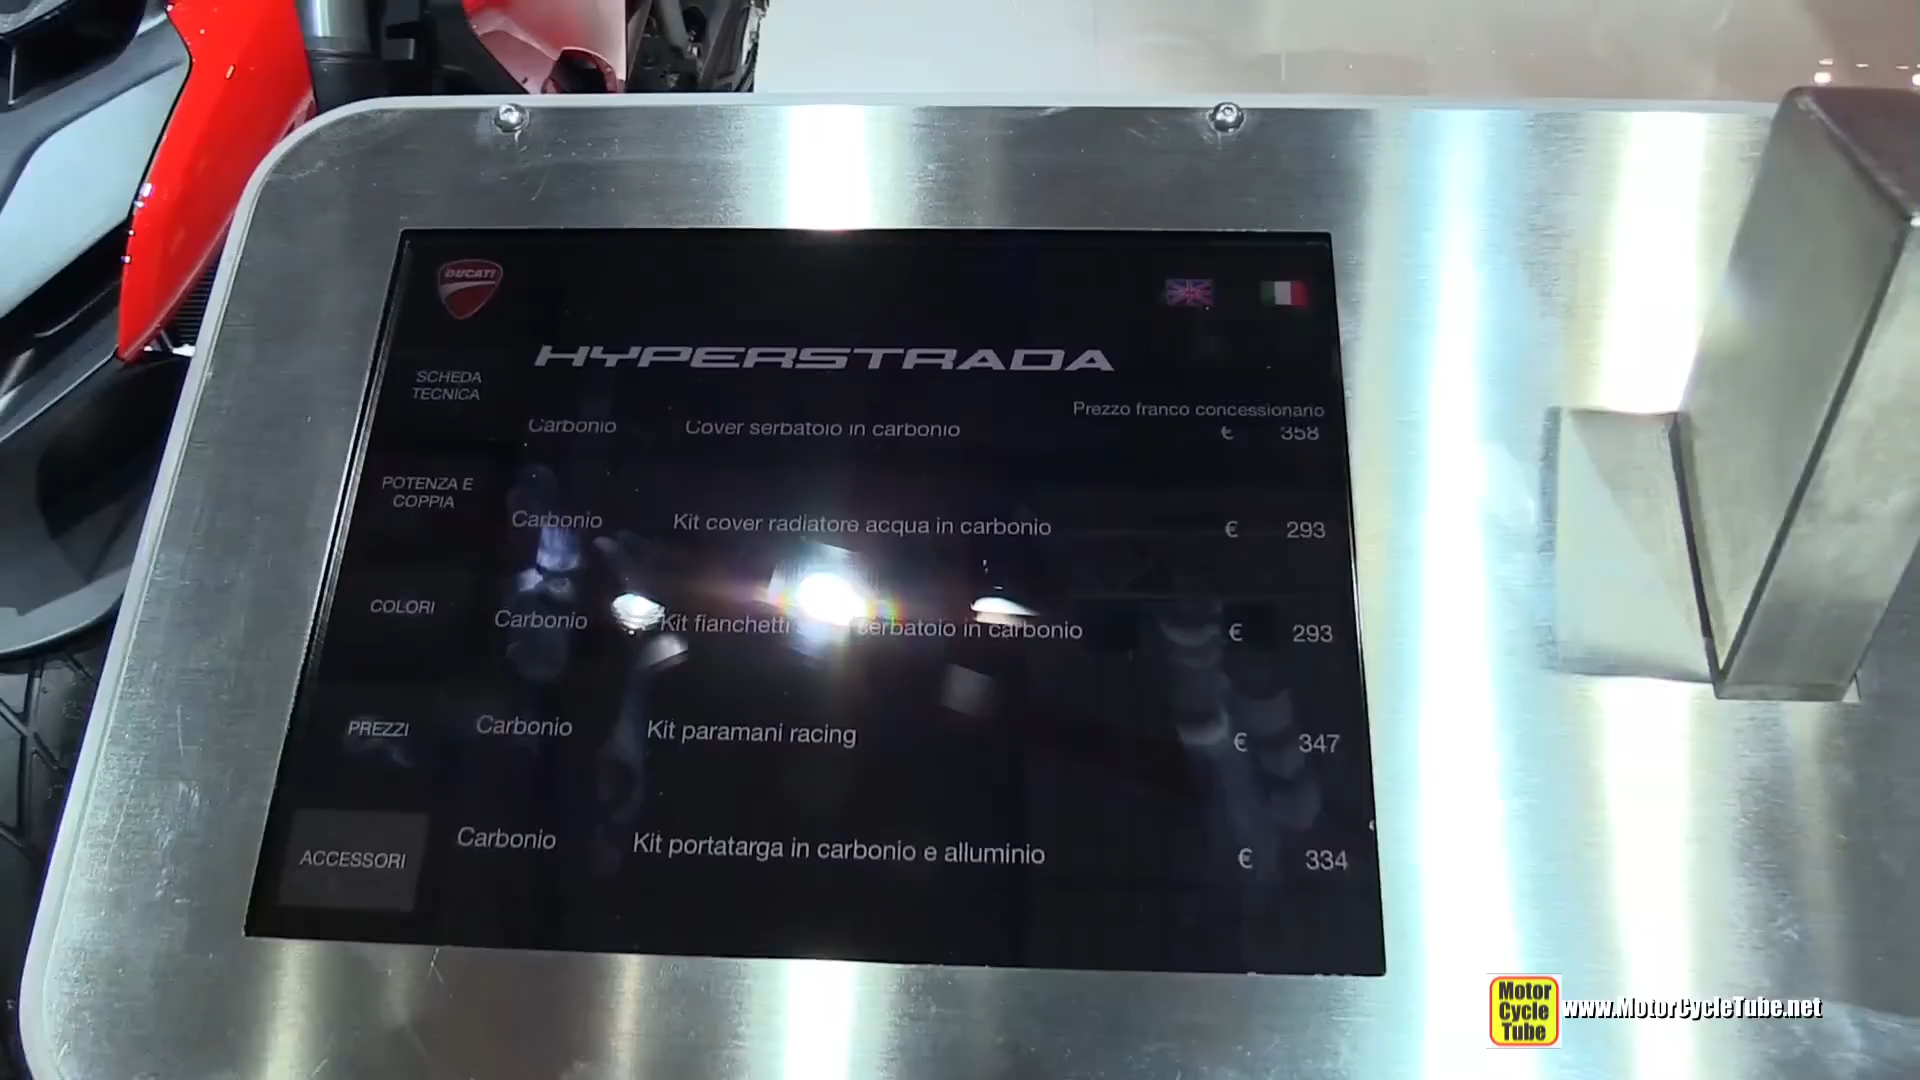 DUCATI
HYPERSTRADA
SCHEDA
TECNICA
Prezzo franco concessionario
Carbonio Cover serbatoio in carbonio € 358
POTENZA E
COPPIA
Carbonio Kit cover radiatore acqua in carbonio € 293
COLORI
Carbonio Kit fianchetti serbatoio in carbonio € 293
PREZZI
Carbonio Kit paramani racing € 347
ACCESSORI
Carbonio Kit portatarga in carbonio e alluminio € 334
Motor
Cycle
Tube
www.MotorCycleTube.net